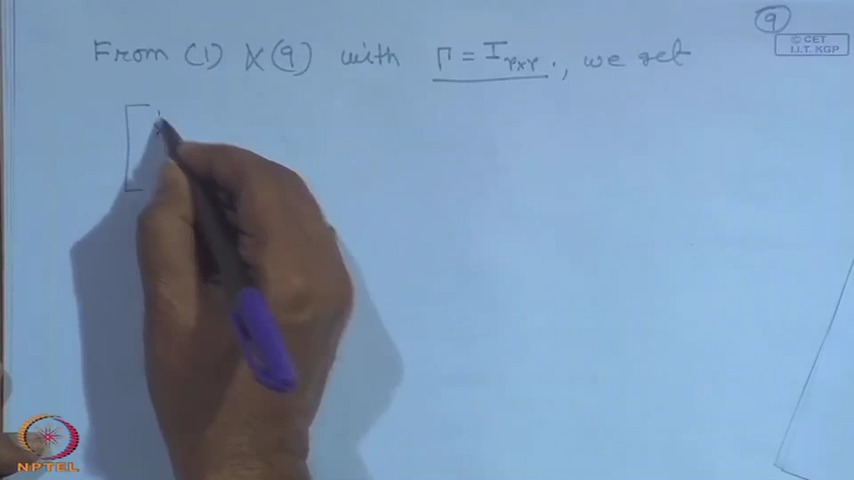 9
© CET
I.I.T. KGP
From (1) & (9) with Γ = I_{r×r}., we get
[
NPTEL